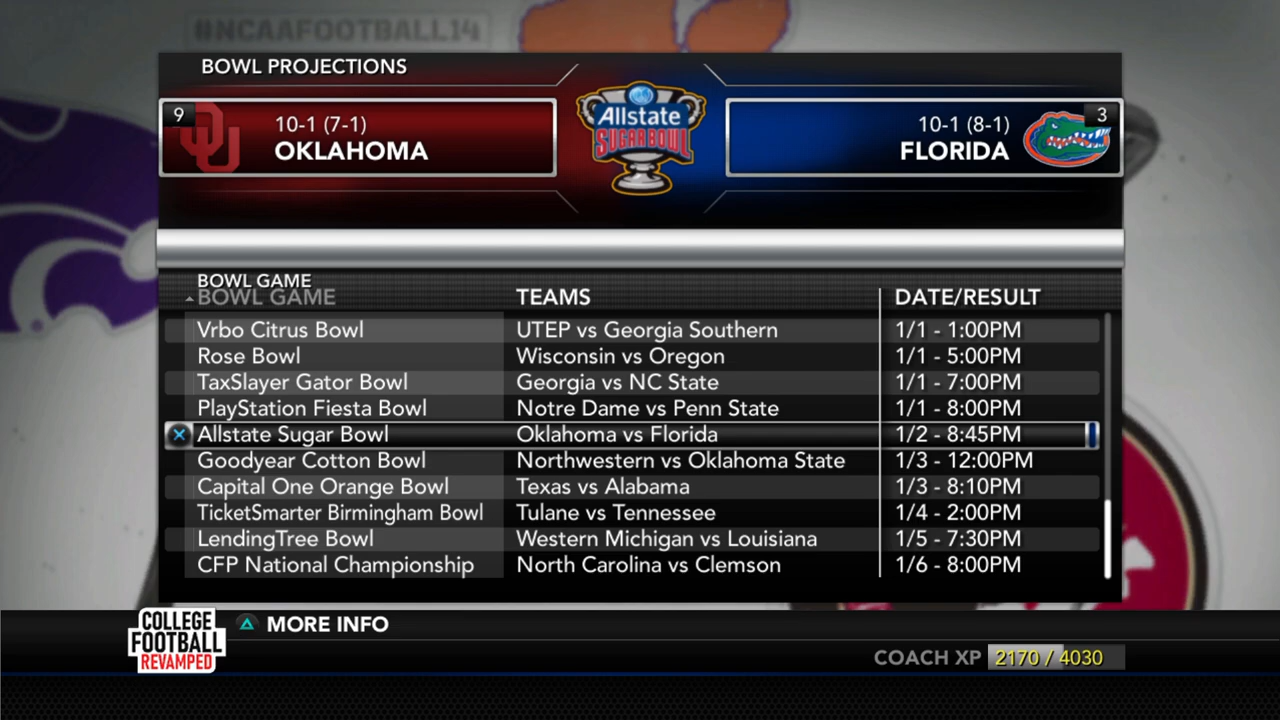 #NCAAFOOTBALL14
BOWL PROJECTIONS
9
OU
10-1 (7-1)
OKLAHOMA
Allstate
SUGAR BOWL
10-1 (8-1)
FLORIDA
3
BOWL GAME
BOWL GAME TEAMS DATE/RESULT
Vrbo Citrus Bowl UTEP vs Georgia Southern 1/1 - 1:00PM
Rose Bowl Wisconsin vs Oregon 1/1 - 5:00PM
TaxSlayer Gator Bowl Georgia vs NC State 1/1 - 7:00PM
PlayStation Fiesta Bowl Notre Dame vs Penn State 1/1 - 8:00PM
Allstate Sugar Bowl Oklahoma vs Florida 1/2 - 8:45PM
Goodyear Cotton Bowl Northwestern vs Oklahoma State 1/3 - 12:00PM
Capital One Orange Bowl Texas vs Alabama 1/3 - 8:10PM
TicketSmarter Birmingham Bowl Tulane vs Tennessee 1/4 - 2:00PM
LendingTree Bowl Western Michigan vs Louisiana 1/5 - 7:30PM
CFP National Championship North Carolina vs Clemson 1/6 - 8:00PM
COLLEGE
FOOTBALL
REVAMPED
MORE INFO
COACH XP 2170 / 4030